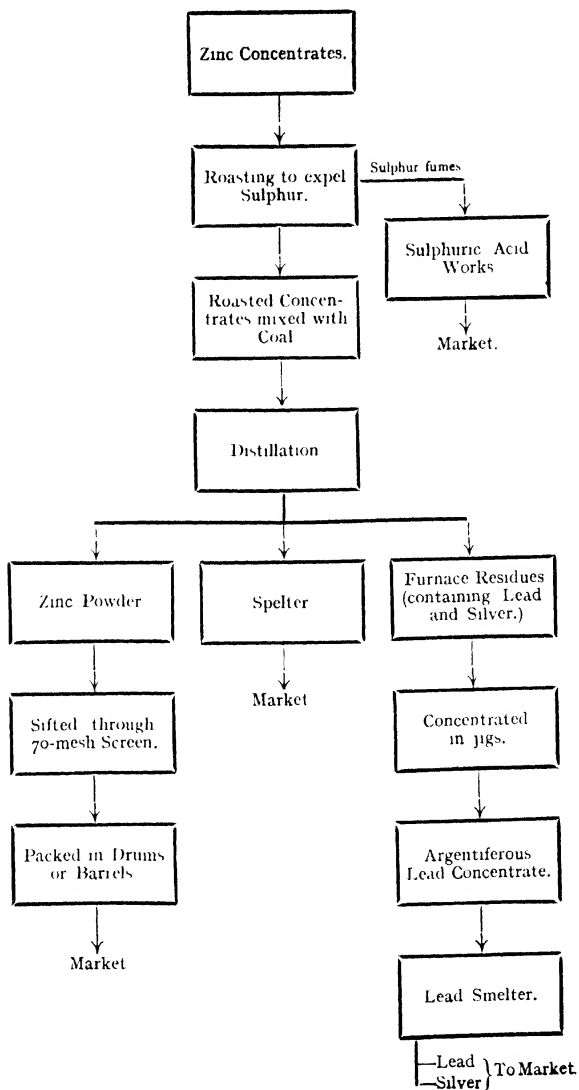 Zinc Concentrates.
Roasting to expel
Sulphur.
Sulphur fumes
Sulphuric Acid
Works
Market.
Roasted Concen-
trates mixed with
Coal
Distillation
Zinc Powder
Sifted through
70-mesh Screen.
Packed in Drums
or Barrels
Market
Spelter
Market
Furnace Residues
(containing Lead
and Silver.)
Concentrated
in jigs.
Argentiferous
Lead Concentrate.
Lead Smelter.
Lead
Silver } To Market.